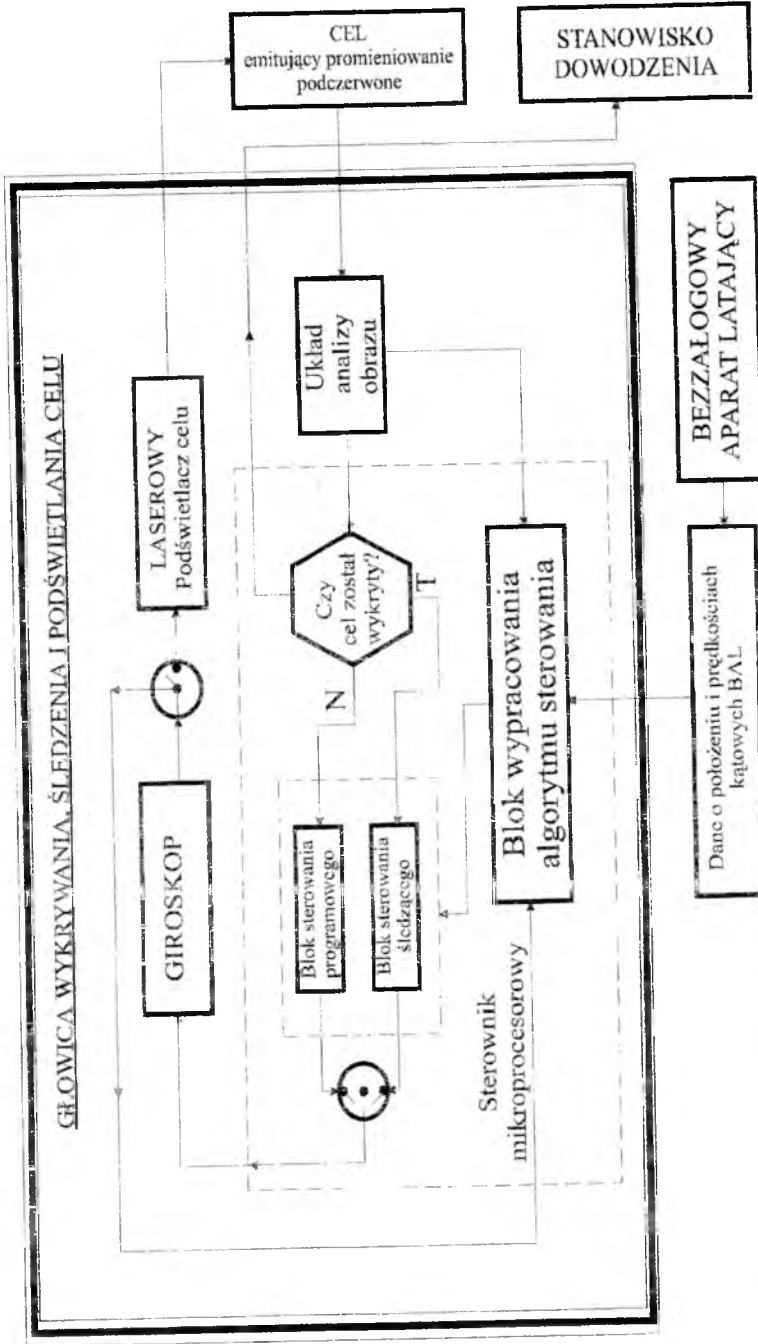 GŁOWICA WYKRYWANIA, ŚLEDZENIA I PODŚWIETLANIA CELU
GIROSKOP
LASEROWY
Podświetlacz celu
CEL
emitujący promieniowanie
podczerwone
Blok sterowania
programowego
Blok sterowania
śledzącego
N
Czy
cel został
wykryty?
T
Układ
analizy
obrazu
STANOWISKO
DOWODZENIA
Sterownik
mikroprocesorowy
Blok wypracowania
algorytmu sterowania
Dane o położeniu i prędkościach
kątowych BAL
BEZZAŁOGOWY
APARAT LATAJĄCY